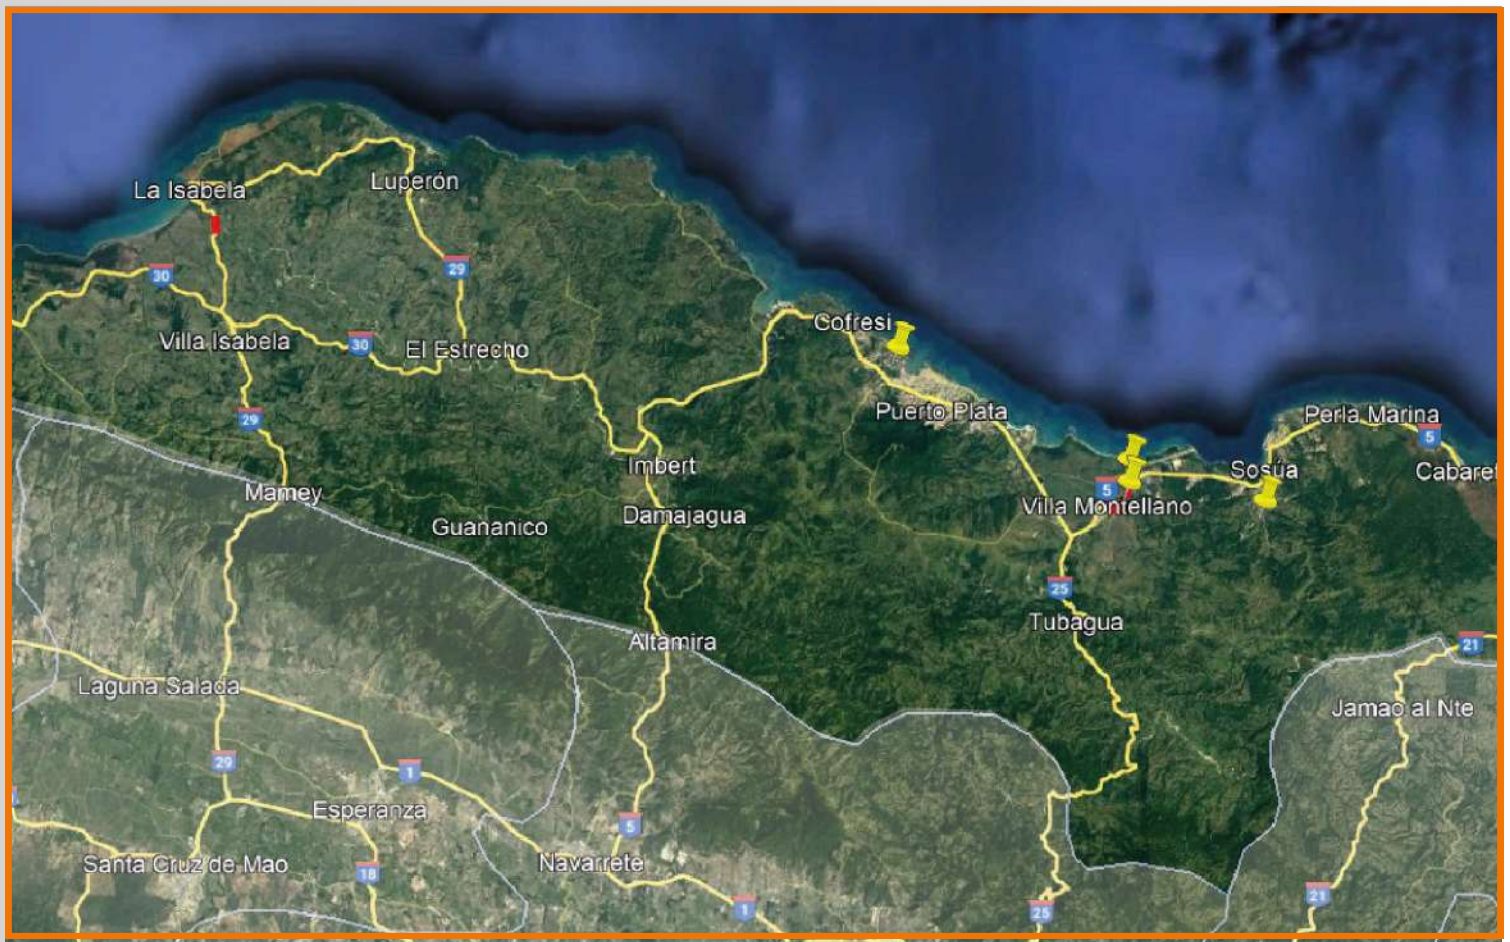 La Isabela
Luperón
30
29
Villa Isabela
30
El Estrecho
Cofresi
Puerto Plata
Perla Marina
5
29
Imbert
Sosúa
Cabaret
5
Mamey
Guananico
Damajagua
Villa Montellano
25
Tubagua
Altamira
21
Laguna Salada
Jamao al Nte
29
1
Esperanza
5
Santa Cruz de Mao
Navarrete
18
1
25
21